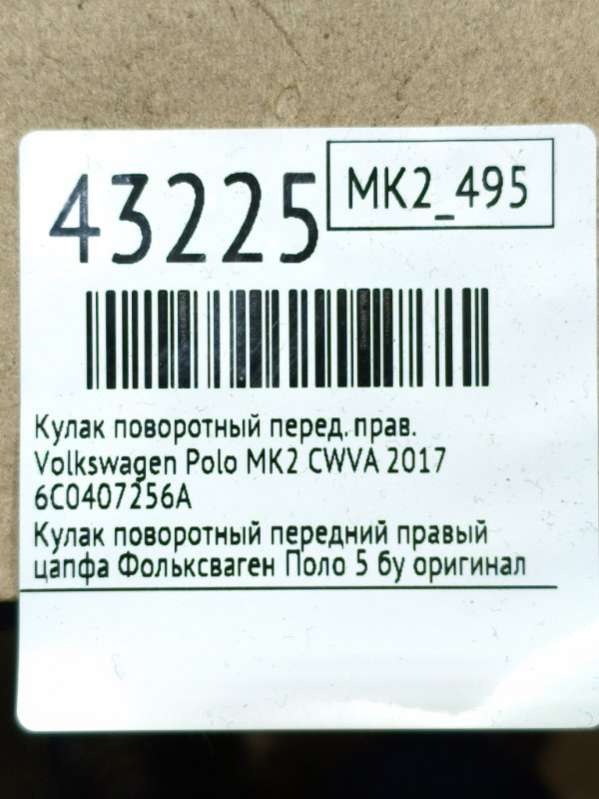 43225
MK2_495
Кулак поворотный перед. прав.
Volkswagen Polo MK2 CWVA 2017
6C0407256A
Кулак поворотный передний правый
цапфа Фольксваген Поло 5 бу оригинал